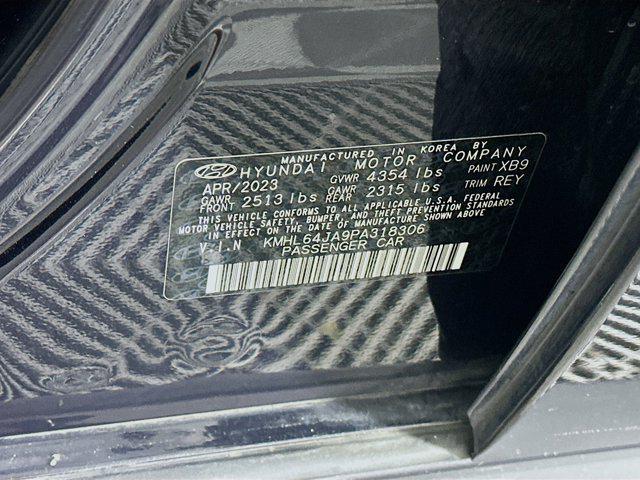 MANUFACTURED IN KOREA BY
HYUNDAI MOTOR COMPANY
APR/2023 GVWR 4354 lbs PAINT XB9
GAWR FRONT 2513 lbs GAWR REAR 2315 lbs TRIM REY
THIS VEHICLE CONFORMS TO ALL APPLICABLE U.S.A. FEDERAL
MOTOR VEHICLE SAFETY, BUMPER, AND THEFT PREVENTION STANDARDS
IN EFFECT ON THE DATE OF MANUFACTURE SHOWN ABOVE
V.I.N KMHL64JA9PA318306
PASSENGER CAR